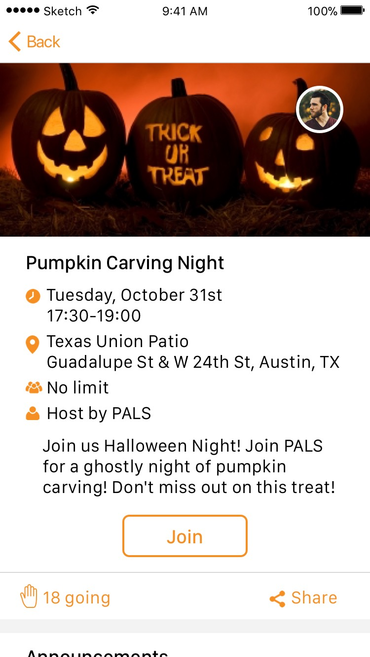 Sketch 9:41 AM 100%
Back
TRICK
OR
TREAT
Pumpkin Carving Night
Tuesday, October 31st
17:30-19:00
Texas Union Patio
Guadalupe St & W 24th St, Austin, TX
No limit
Host by PALS
Join us Halloween Night! Join PALS
for a ghostly night of pumpkin
carving! Don't miss out on this treat!
Join
18 going Share
Announcements